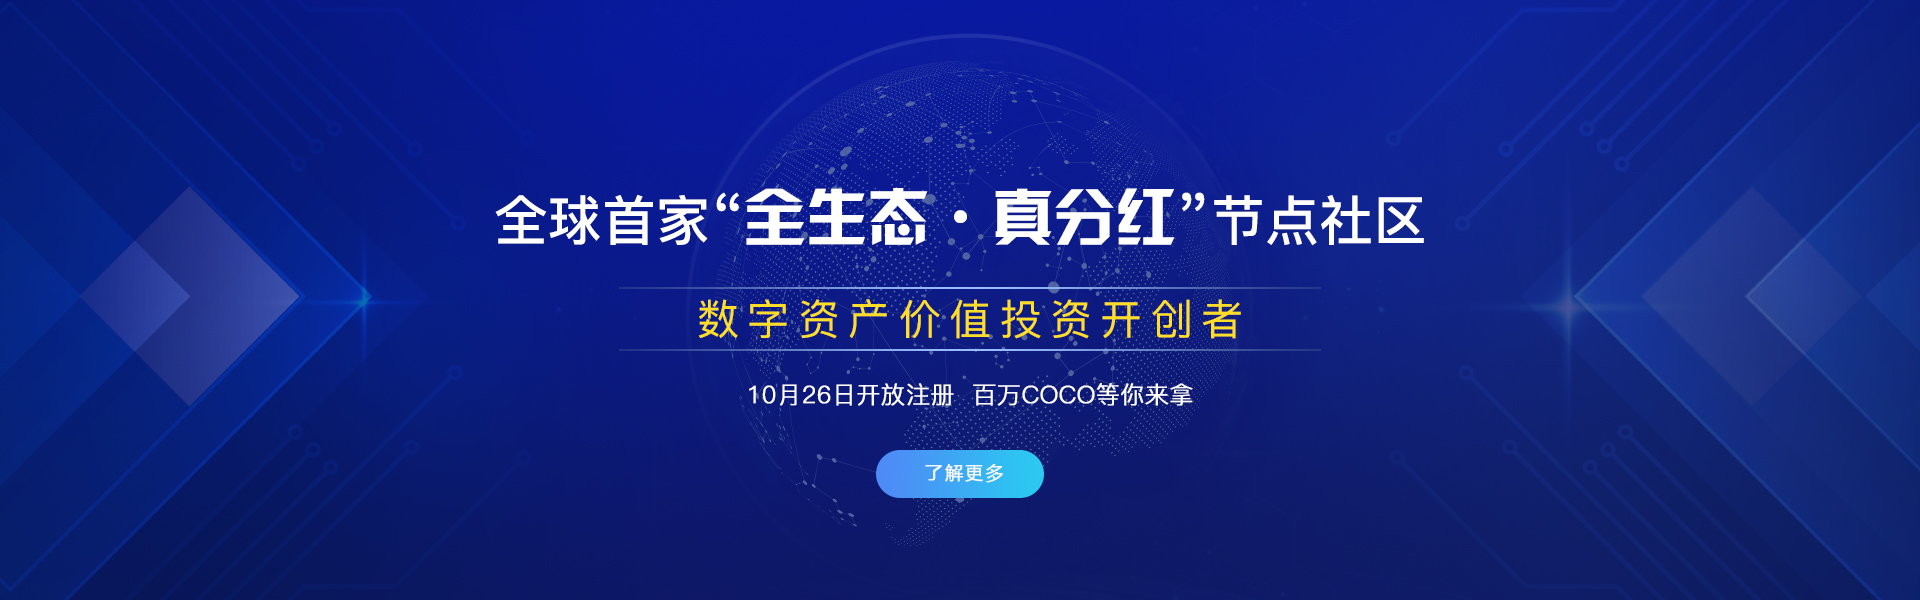 全球首家“全生态·真分红”节点社区
数字资产价值投资开创者
10月26日开放注册 百万COCO等你来拿
了解更多